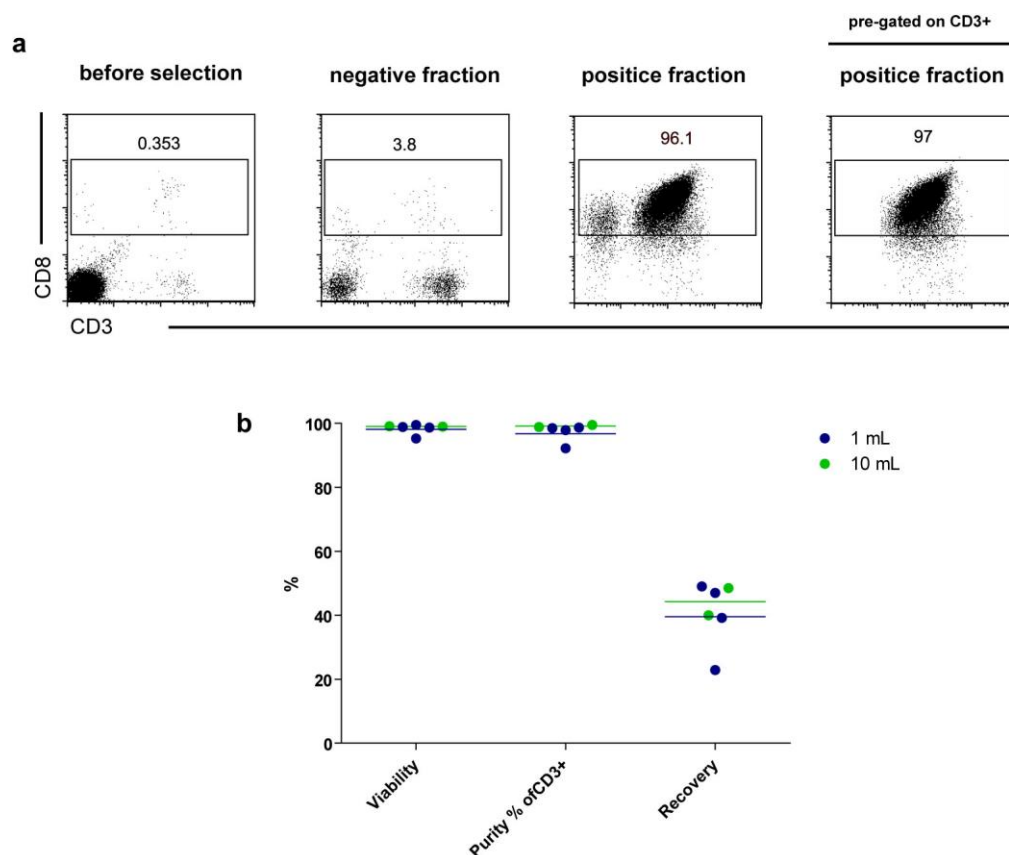 pre-gated on CD3+
a
before selection
negative fraction
positice fraction
positice fraction
0.353
3.8
96.1
97
CD8
CD3
b
100
80
60
40
20
0
%
Viability
Purity % ofCD3+
Recovery
1 mL
10 mL